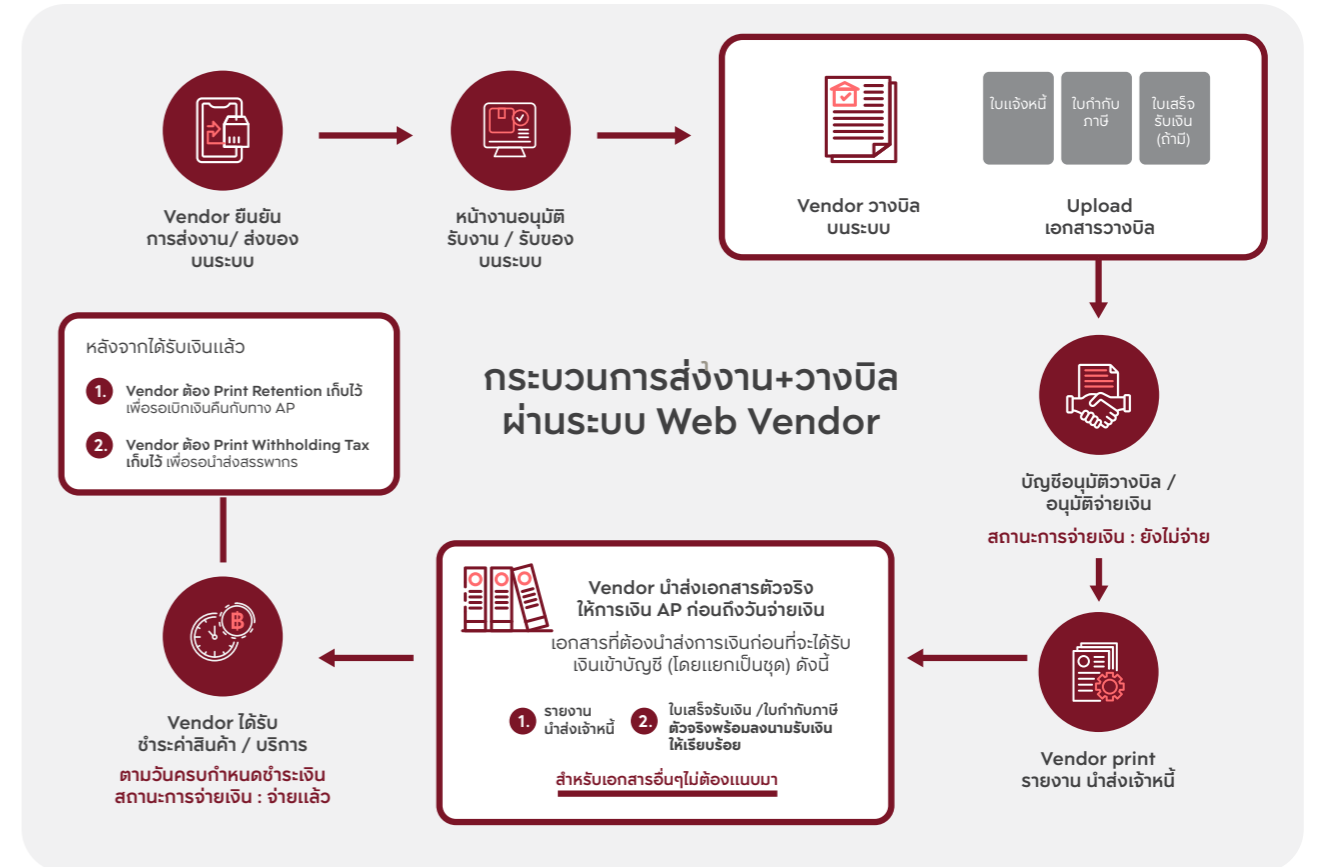 Vendor ยืนยัน
การส่งงาน/ ส่งของ
บนระบบ
หน้างานอนุมัติ
รับงาน / รับของ
บนระบบ
Vendor วางบิล
บนระบบ
ใบแจ้งหนี้
ใบกำกับ
ภาษี
ใบเสร็จ
รับเงิน
(ถ้ามี)
Upload
เอกสารวางบิล
กระบวนการส่งงาน+วางบิล
ผ่านระบบ Web Vendor
บัญชีอนุมัติวางบิล /
อนุมัติจ่ายเงิน
สถานะการจ่ายเงิน : ยังไม่จ่าย
Vendor print
รายงาน นำส่งเจ้าหนี้
Vendor นำส่งเอกสารตัวจริง
ให้การเงิน AP ก่อนถึงวันจ่ายเงิน
เอกสารที่ต้องนำส่งการเงินก่อนที่จะได้รับ
เงินเข้าบัญชี (โดยแยกเป็นชุด) ดังนี้
1. รายงาน
นำส่งเจ้าหนี้
2. ใบเสร็จรับเงิน /ใบกำกับภาษี
ตัวจริงพร้อมลงนามรับเงิน
ให้เรียบร้อย
สำหรับเอกสารอื่นๆไม่ต้องแนบมา
฿
Vendor ได้รับ
ชำระค่าสินค้า / บริการ
ตามวันครบกำหนดชำระเงิน
สถานะการจ่ายเงิน : จ่ายแล้ว
หลังจากได้รับเงินแล้ว
1. Vendor ต้อง Print Retention เก็บไว้
เพื่อรอเบิกเงินคืนกับทาง AP
2. Vendor ต้อง Print Withholding Tax
เก็บไว้ เพื่อรอนำส่งสรรพากร